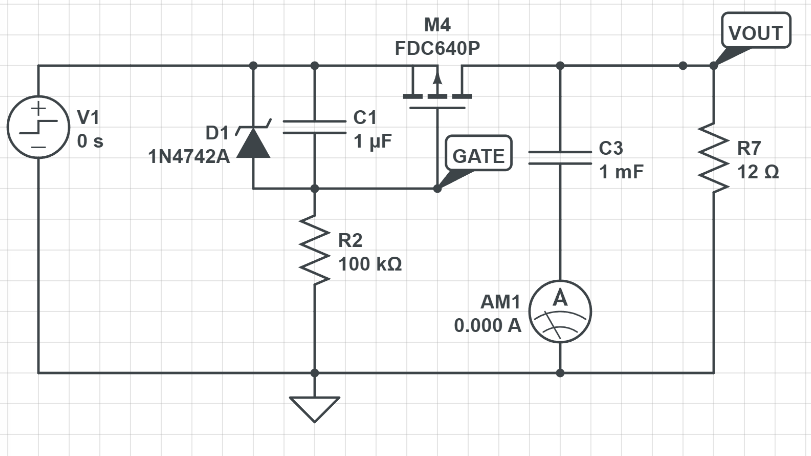 M4
FDC640P
VOUT
V1
0 s
+
−
D1
1N4742A
C1
1 µF
GATE
C3
1 mF
R7
12 Ω
R2
100 kΩ
AM1
0.000 A
A